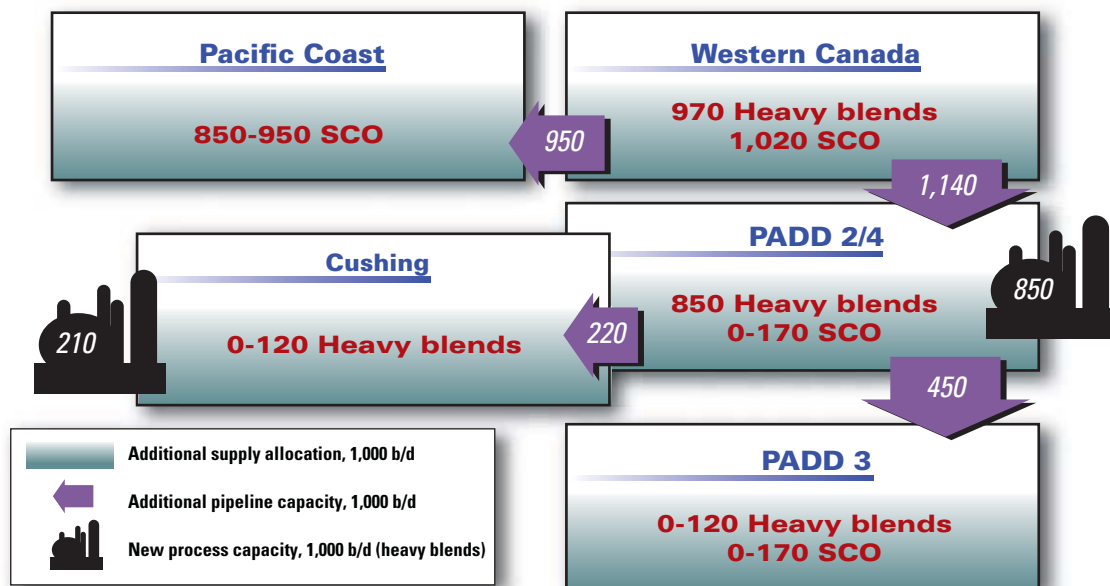 Pacific Coast
850-950 SCO
950
Western Canada
970 Heavy blends
1,020 SCO
1,140
PADD 2/4
850 Heavy blends
0-170 SCO
850
220
Cushing
0-120 Heavy blends
210
450
PADD 3
0-120 Heavy blends
0-170 SCO
Additional supply allocation, 1,000 b/d
Additional pipeline capacity, 1,000 b/d
New process capacity, 1,000 b/d (heavy blends)